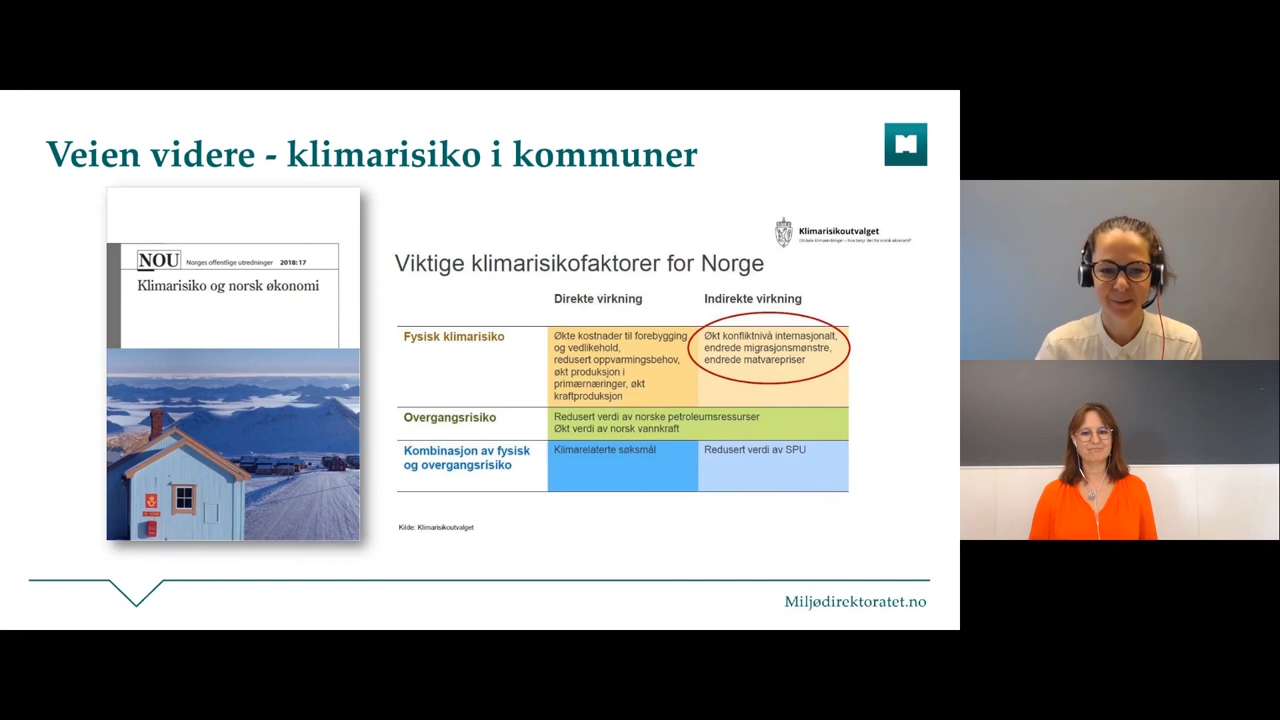 Veien videre - klimarisiko i kommuner
NOU Norges offentlige utredninger 2018:17
Klimarisiko og norsk økonomi
Klimarisikoutvalget
Viktige klimarisikofaktorer for Norge
Direkte virkning Indirekte virkning
Fysisk klimarisiko
Økte kostnader til forebygging
og vedlikehold,
redusert oppvarmingsbehov,
økt produksjon i
primærnæringer, økt
kraftproduksjon
Økt konfliktnivå internasjonalt,
endrede migrasjonsmønstre,
endrede matvarepriser
Overgangsrisiko
Redusert verdi av norske petroleumsressurser
Økt verdi av norsk vannkraft
Kombinasjon av fysisk
og overgangsrisiko
Klimarelaterte søksmål
Redusert verdi av SPU
Kilde: Klimarisikoutvalget
Miljødirektoratet.no